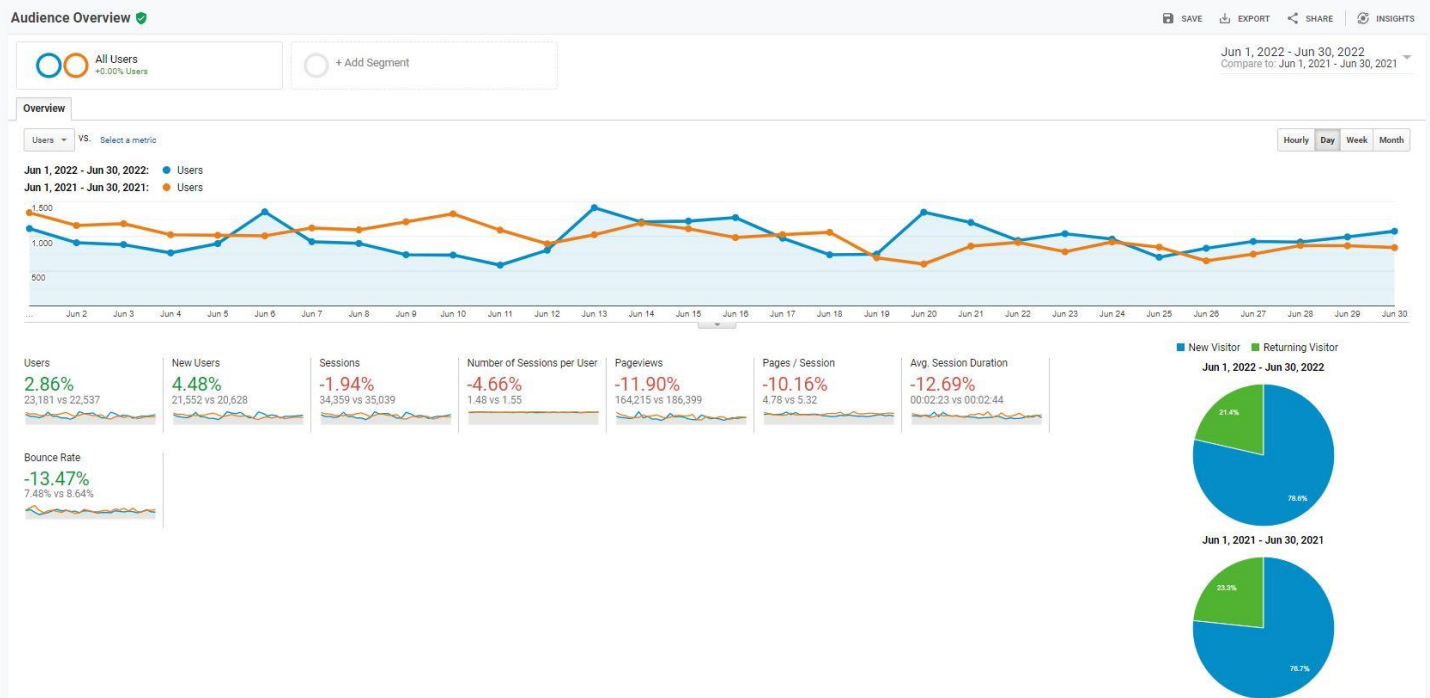 Audience Overview
SAVE EXPORT SHARE INSIGHTS
All Users
+0.00% Users
+ Add Segment
Jun 1, 2022 - Jun 30, 2022
Compare to: Jun 1, 2021 - Jun 30, 2021
Overview
Users VS. Select a metric
Hourly Day Week Month
Jun 1, 2022 - Jun 30, 2022: Users
Jun 1, 2021 - Jun 30, 2021: Users
1,500
1,000
500
... Jun 2 Jun 3 Jun 4 Jun 5 Jun 6 Jun 7 Jun 8 Jun 9 Jun 10 Jun 11 Jun 12 Jun 13 Jun 14 Jun 15 Jun 16 Jun 17 Jun 18 Jun 19 Jun 20 Jun 21 Jun 22 Jun 23 Jun 24 Jun 25 Jun 26 Jun 27 Jun 28 Jun 29 Jun 30
Users
2.86%
23,181 vs 22,537
New Users
4.48%
21,552 vs 20,628
Sessions
-1.94%
34,359 vs 35,039
Number of Sessions per User
-4.66%
1.48 vs 1.55
Pageviews
-11.90%
164,215 vs 186,399
Pages / Session
-10.16%
4.78 vs 5.32
Avg. Session Duration
-12.69%
00:02:23 vs 00:02:44
Bounce Rate
-13.47%
7.48% vs 8.64%
New Visitor Returning Visitor
Jun 1, 2022 - Jun 30, 2022
21.4%
78.6%
Jun 1, 2021 - Jun 30, 2021
23.3%
76.7%